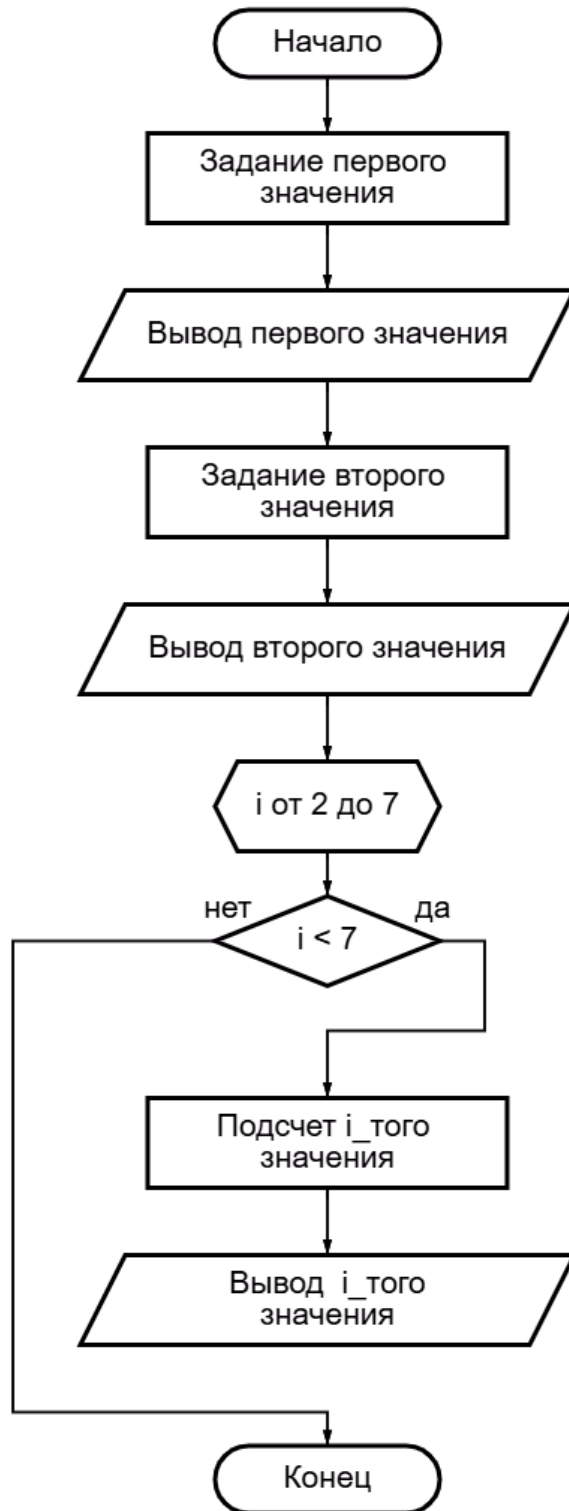 Начало
Задание первого
значения
Вывод первого значения
Задание второго
значения
Вывод второго значения
i от 2 до 7
нет
да
i < 7
Подсчет i_того
значения
Вывод i_того
значения
Конец